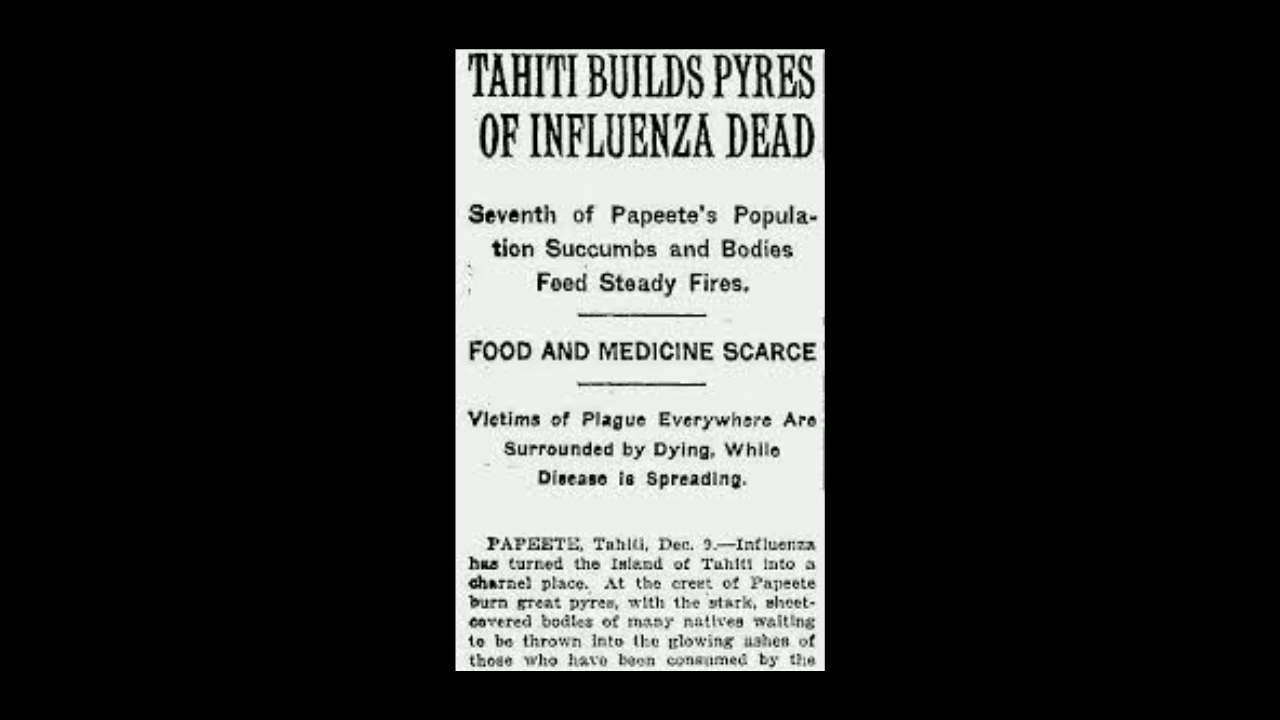 TAHITI BUILDS PYRES
OF INFLUENZA DEAD
Seventh of Papeete's Popula-
tion Succumbs and Bodies
Feed Steady Fires.
FOOD AND MEDICINE SCARCE
Victims of Plague Everywhere Are
Surrounded by Dying, While
Disease is Spreading.
PAPEETE, Tahiti, Dec. 9.—Influenza
has turned the Island of Tahiti into a
charnel place. At the crest of Papeete
burn great pyres, with the stark, sheet-
covered bodies of many natives waiting
to be thrown into the glowing ashes of
those who have been consumed by the